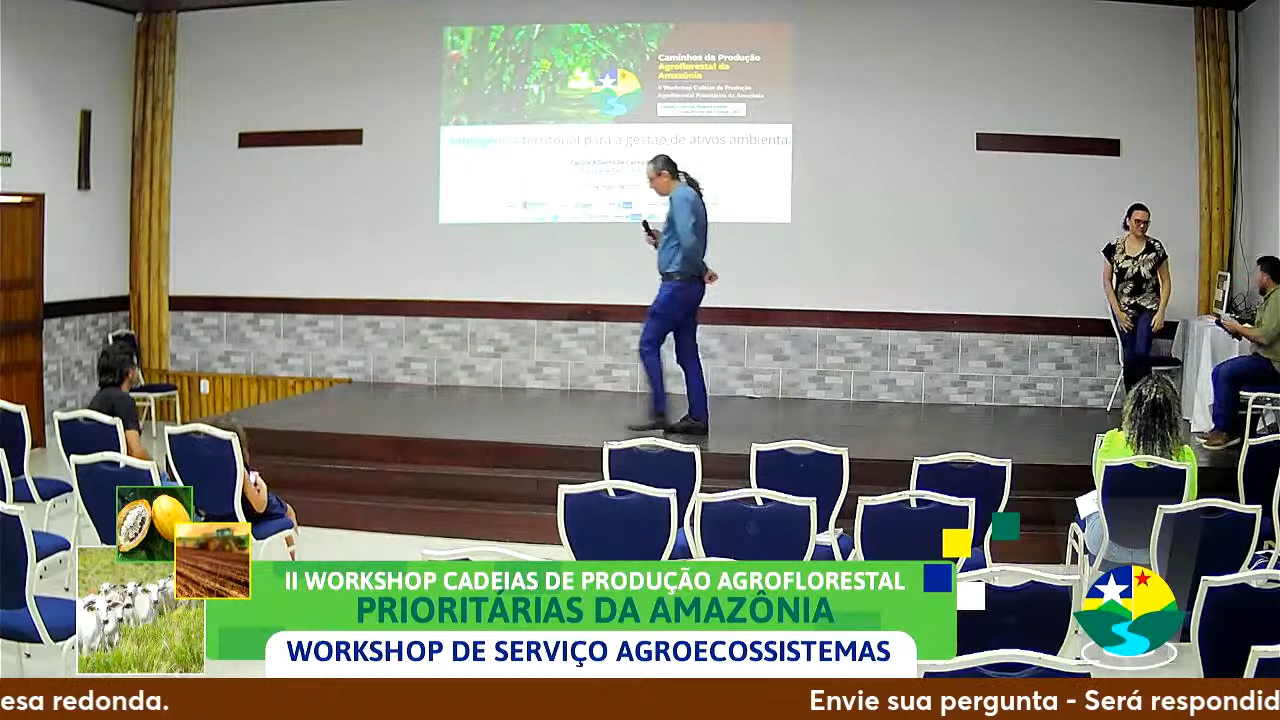 Caminhos da Produção
Agroflorestal da
Amazônia
II Workshop Cadeias de Produção
Agroflorestal Prioritárias da Amazônia
territorial para a gestão de ativos ambienta
II WORKSHOP CADEIAS DE PRODUÇÃO AGROFLORESTAL
PRIORITÁRIAS DA AMAZÔNIA
WORKSHOP DE SERVIÇO AGROECOSSISTEMAS
esa redonda.
Envie sua pergunta - Será respondid